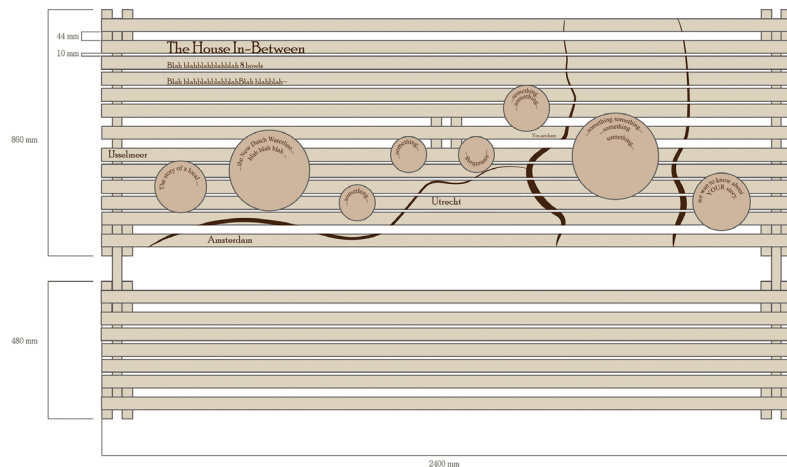 44 mm
10 mm
860 mm
480 mm
2400 mm
The House In-Between
Blah blahblahblahblah 8 bowls
Blah blahblahblahblahBlah blahblah~
IJsselmeer
The story of a local...
...the New Dutch Waterline...
blah blah blah...
...something...
...something...
...something...
...something
...something...
You are here
...something something...
...something
something...
we want to know about
YOUR story.
Utrecht
Amsterdam